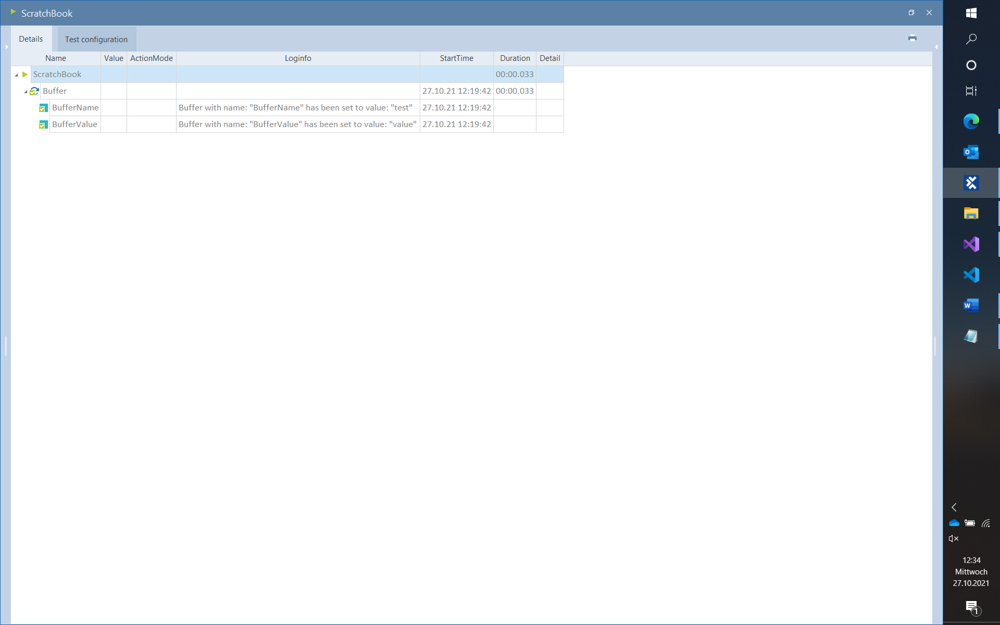 ScratchBook
Details
Test configuration
Name Value ActionMode Loginfo StartTime Duration Detail
ScratchBook 00:00.033
Buffer 27.10.21 12:19:42 00:00.033
BufferName Buffer with name: "BufferName" has been set to value: "test" 27.10.21 12:19:42
BufferValue Buffer with name: "BufferValue" has been set to value: "value" 27.10.21 12:19:42
12:34
Mittwoch
27.10.2021
1